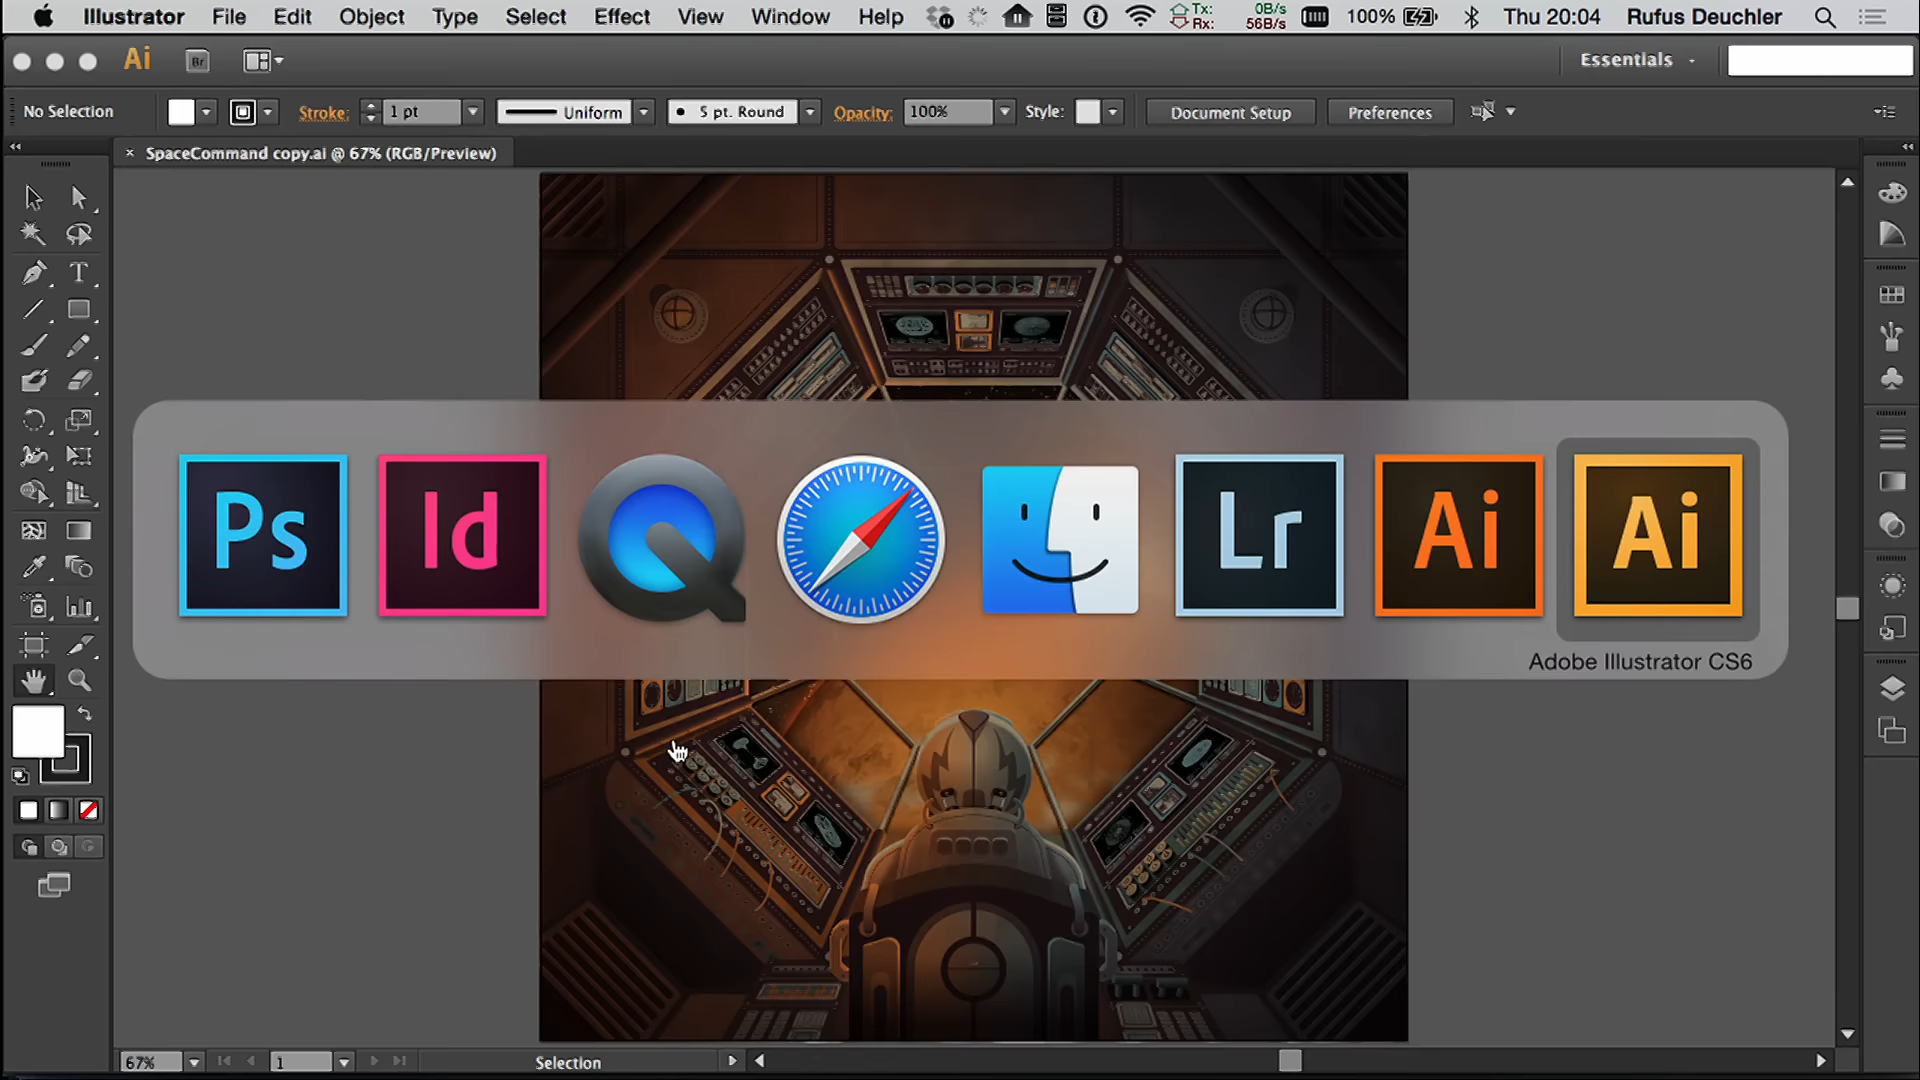 Illustrator File Edit Object Type Select Effect View Window Help Tx: 0B/s Rx: 56B/s 100% Thu 20:04 Rufus Deuchler
Ai Br Essentials
No Selection Stroke: 1 pt Uniform 5 pt. Round Opacity: 100% Style: Document Setup Preferences
× SpaceCommand copy.ai @ 67% (RGB/Preview)
Ps Id Lr Ai Ai
Adobe Illustrator CS6
67% 1 Selection